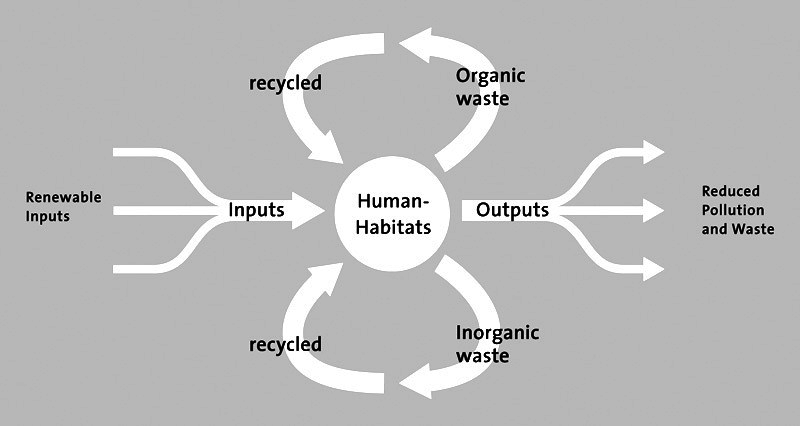 recycled
Organic
waste
Renewable
Inputs
Inputs
Human-
Habitats
Outputs
Reduced
Pollution
and Waste
recycled
Inorganic
waste